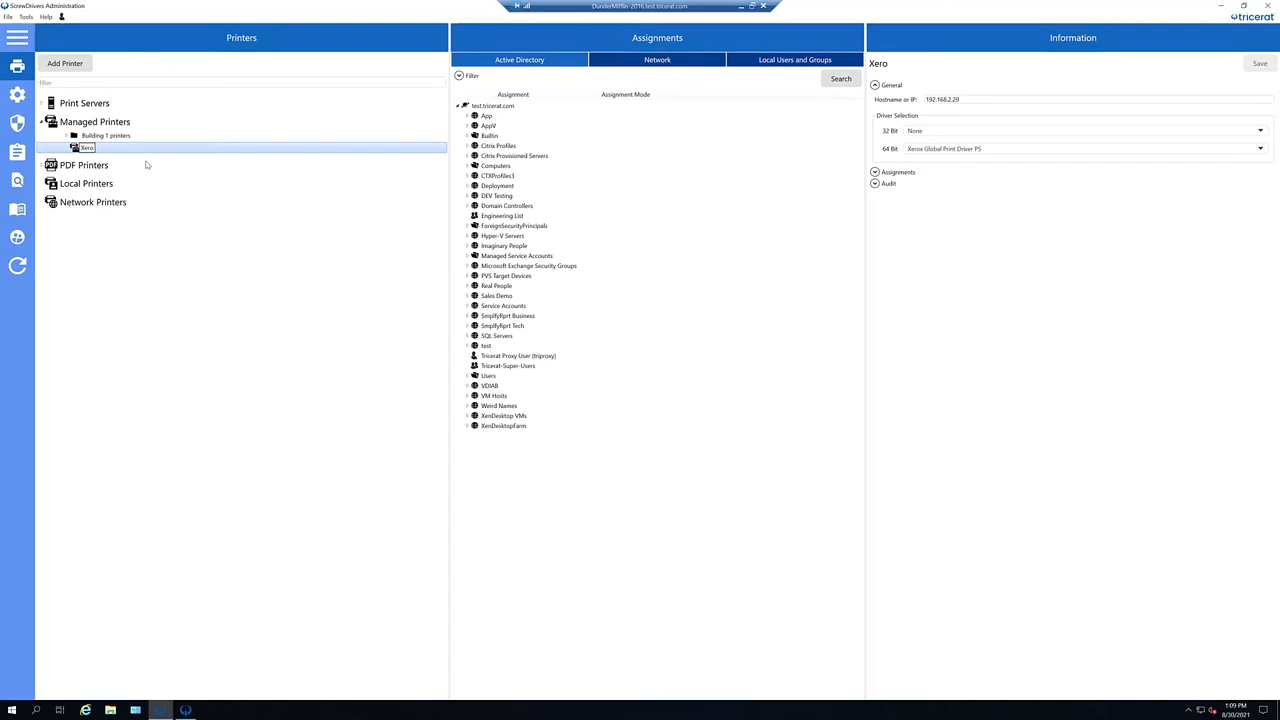 ScrewDrivers Administration
DunderMifflin-2016.test.tricerat.com
File Tools Help
tricerat
Printers
Assignments
Information
Add Printer
Active Directory
Network
Local Users and Groups
Xero
Save
Filter
Search
filter
General
Assignment
Assignment Mode
Hostname or IP: 192.168.2.29
Driver Selection
32 Bit None
64 Bit Xerox Global Print Driver PS
Assignments
Audit
Print Servers
Managed Printers
Building 1 printers
Xero
PDF Printers
Local Printers
Network Printers
test.tricerat.com
App
AppV
Builtin
Citrix Profiles
Citrix Provisioned Servers
Computers
CTXProfiles3
Deployment
DEV Testing
Domain Controllers
Engineering List
ForeignSecurityPrincipals
Hyper-V Servers
Imaginary People
Managed Service Accounts
Microsoft Exchange Security Groups
PVS Target Devices
Real People
Sales Demo
Service Accounts
SmplfyRprt Business
SmplfyRprt Tech
SQL Servers
test
Tricerat Proxy User (triproxy)
Tricerat-Super-Users
Users
VDIAB
VM Hosts
Weird Names
XenDesktop VMs
XenDesktopFarm
1:09 PM
8/30/2021